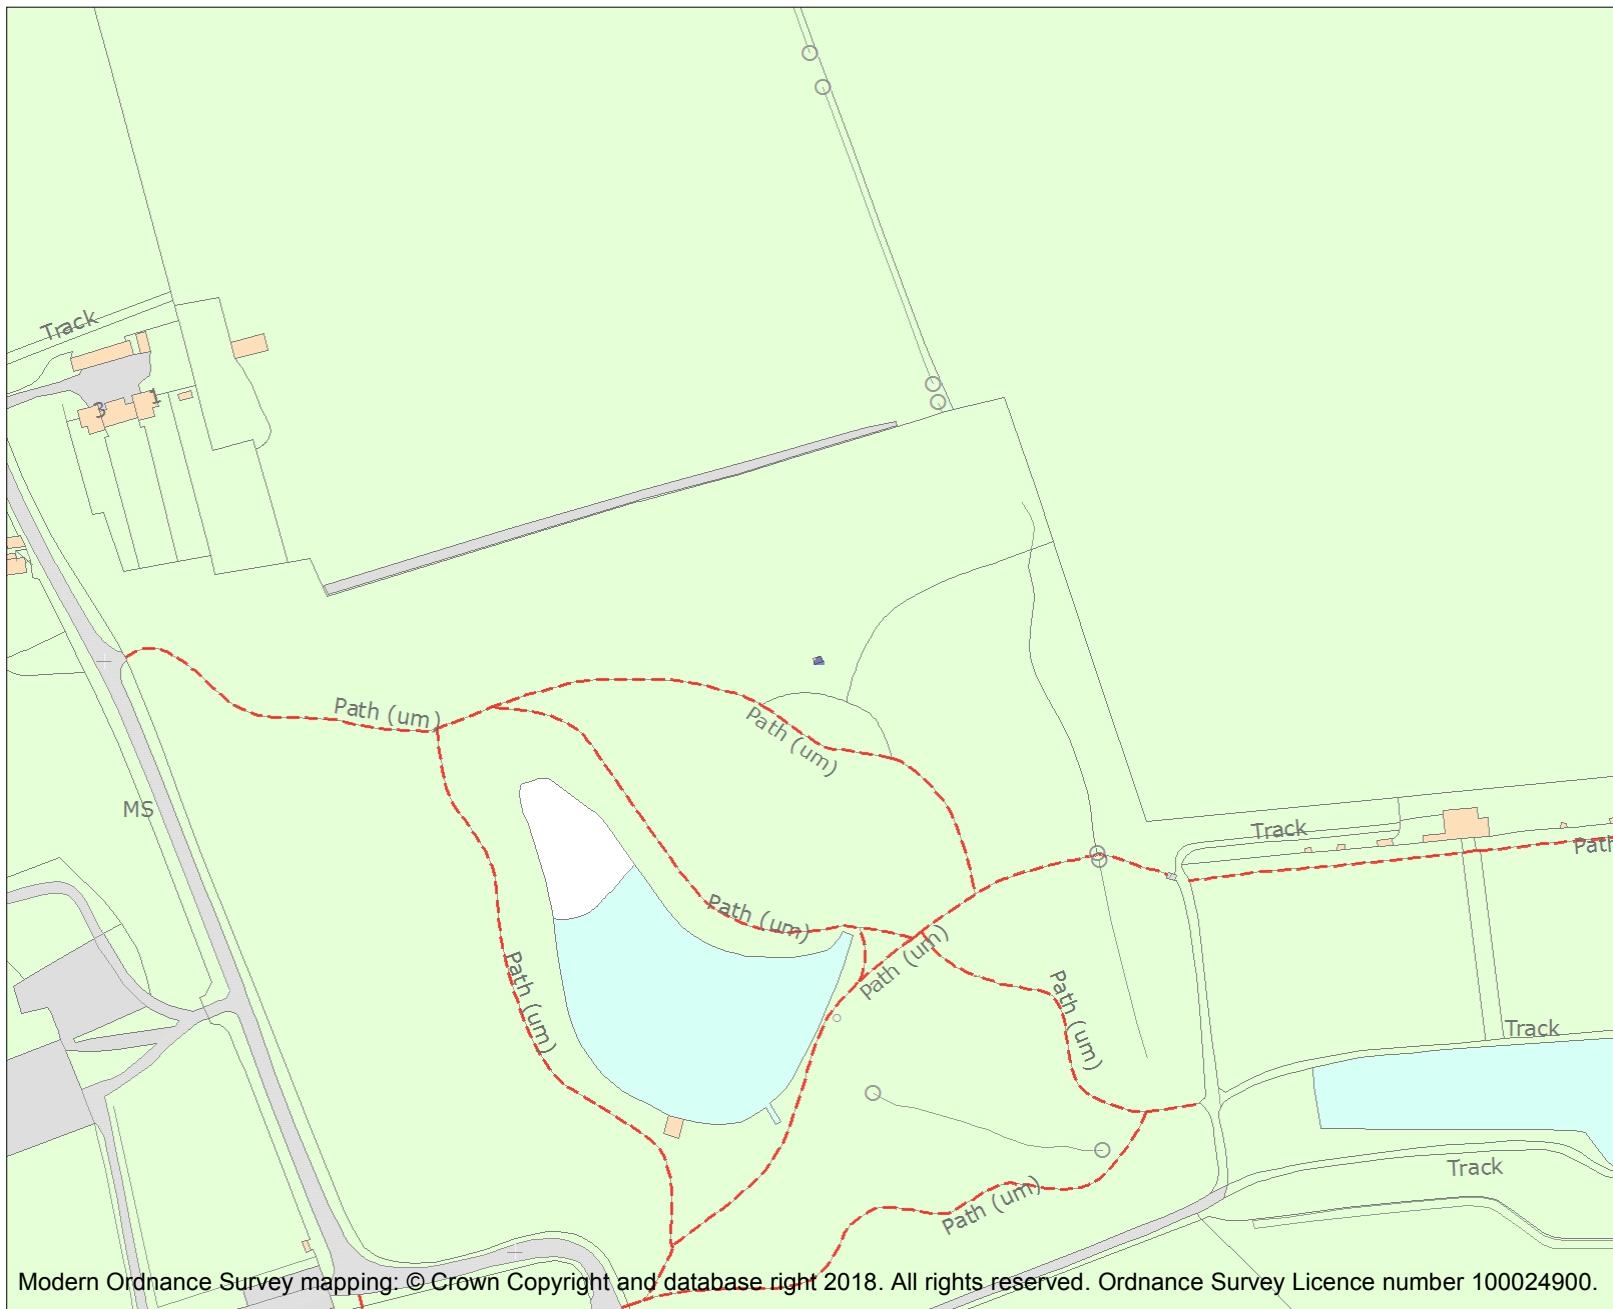 Track
3
1
Path (um)
Path (um)
MS
Track
Path
Path (um)
Path (um)
Path (um)
Path (um)
Track
Track
Path (um)
Modern Ordnance Survey mapping: © Crown Copyright and database right 2018. All rights reserved. Ordnance Survey Licence number 100024900.